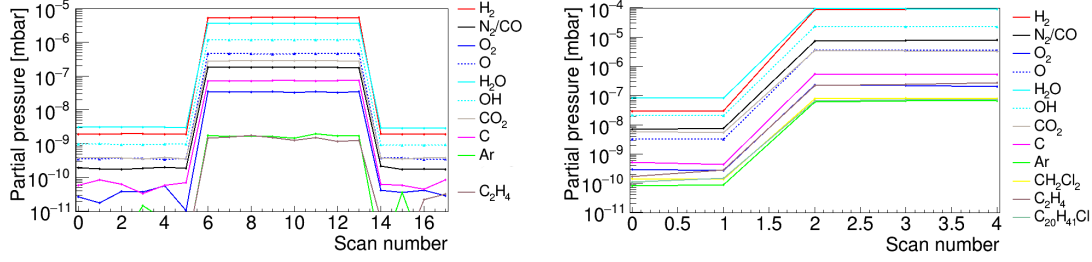 Partial pressure [mbar]
10⁻⁵
10⁻⁶
10⁻⁷
10⁻⁸
10⁻⁹
10⁻¹⁰
10⁻¹¹
0 2 4 6 8 10 12 14 16
Scan number
H₂
N₂/CO
O₂
O
H₂O
OH
CO₂
C
Ar
C₂H₄
Partial pressure [mbar]
10⁻⁴
10⁻⁵
10⁻⁶
10⁻⁷
10⁻⁸
10⁻⁹
10⁻¹⁰
10⁻¹¹
0 0.5 1 1.5 2 2.5 3 3.5 4
Scan number
H₂
N₂/CO
O₂
O
H₂O
OH
CO₂
C
Ar
CH₂Cl₂
C₂H₄
C₂₀H₄₁Cl